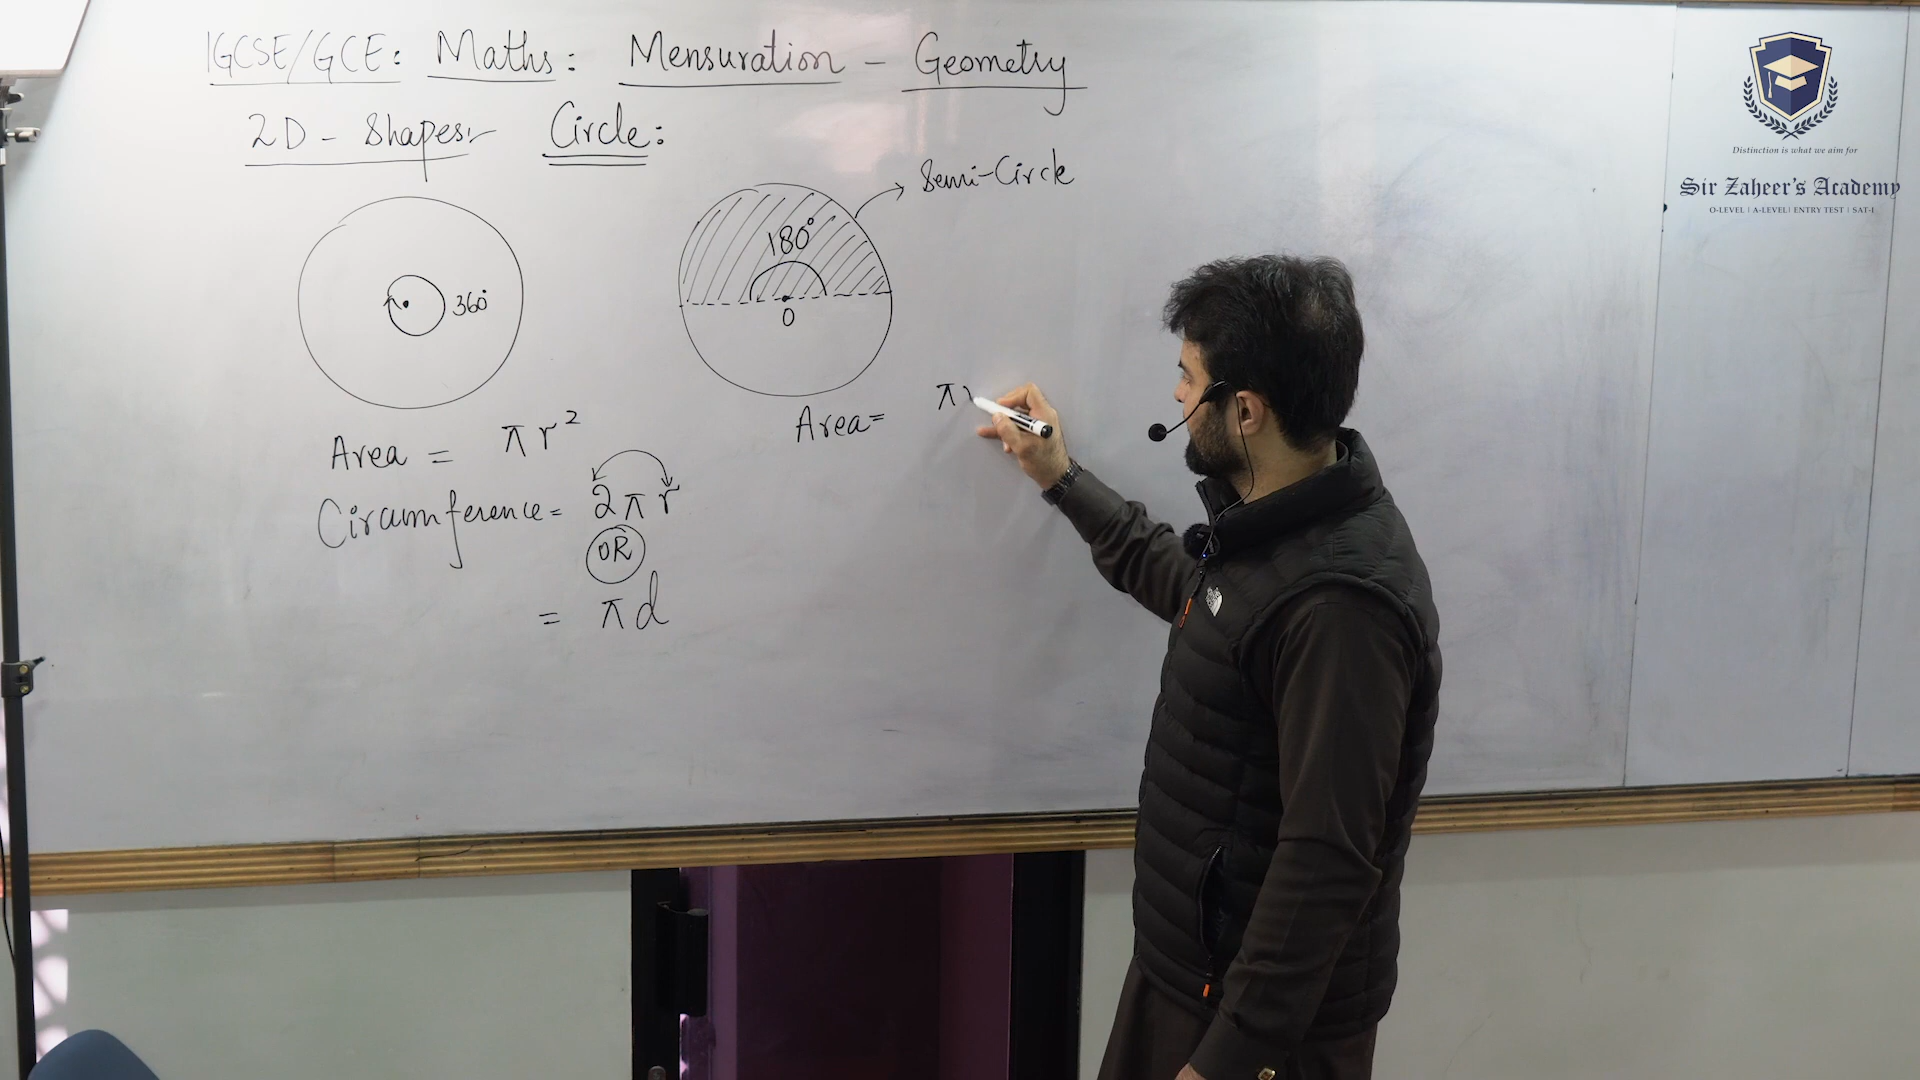 IGCSE/GCE: Maths: Mensuration - Geometry
2D - Shapes:- Circle:
Semi-Circle
180°
360°
O
Area = πr²
Circumference = 2πr
OR
= πd
Area = πr
Distinction is what we aim for
Sir Zaheer's Academy
O-LEVEL | A-LEVEL | ENTRY TEST | SAT-I